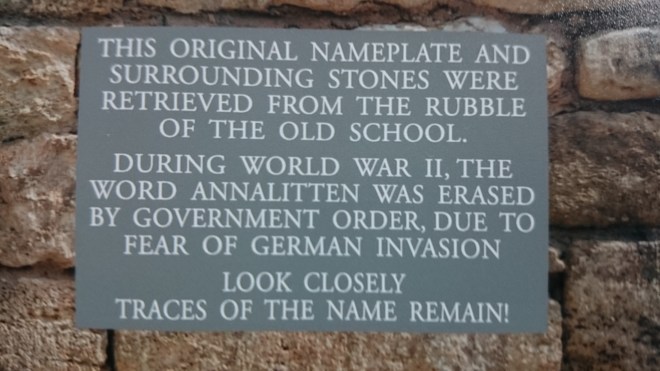 THIS ORIGINAL NAMEPLATE AND
SURROUNDING STONES WERE
RETRIEVED FROM THE RUBBLE
OF THE OLD SCHOOL.
DURING WORLD WAR II, THE
WORD ANNALITTEN WAS ERASED
BY GOVERNMENT ORDER, DUE TO
FEAR OF GERMAN INVASION
LOOK CLOSELY
TRACES OF THE NAME REMAIN!